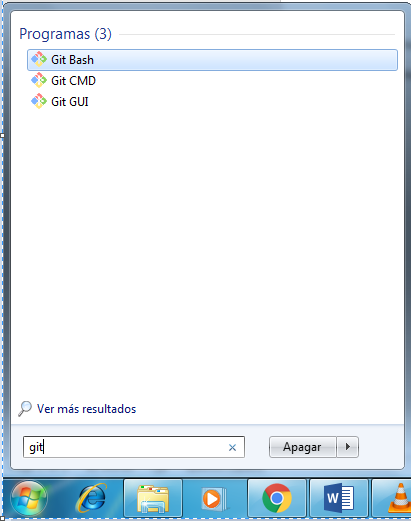 Programas (3)
Git Bash
Git CMD
Git GUI
Ver más resultados
git
Apagar